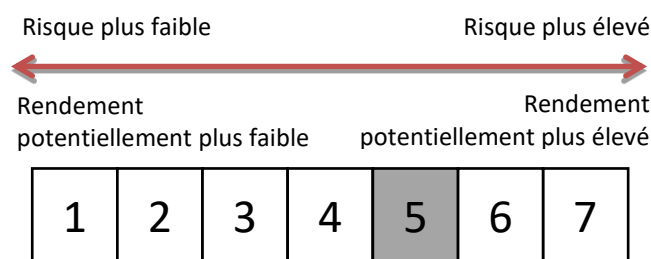 Risque plus faible Risque plus élevé
Rendement Rendement
potentiellement plus faible potentiellement plus élevé
1 2 3 4 5 6 7